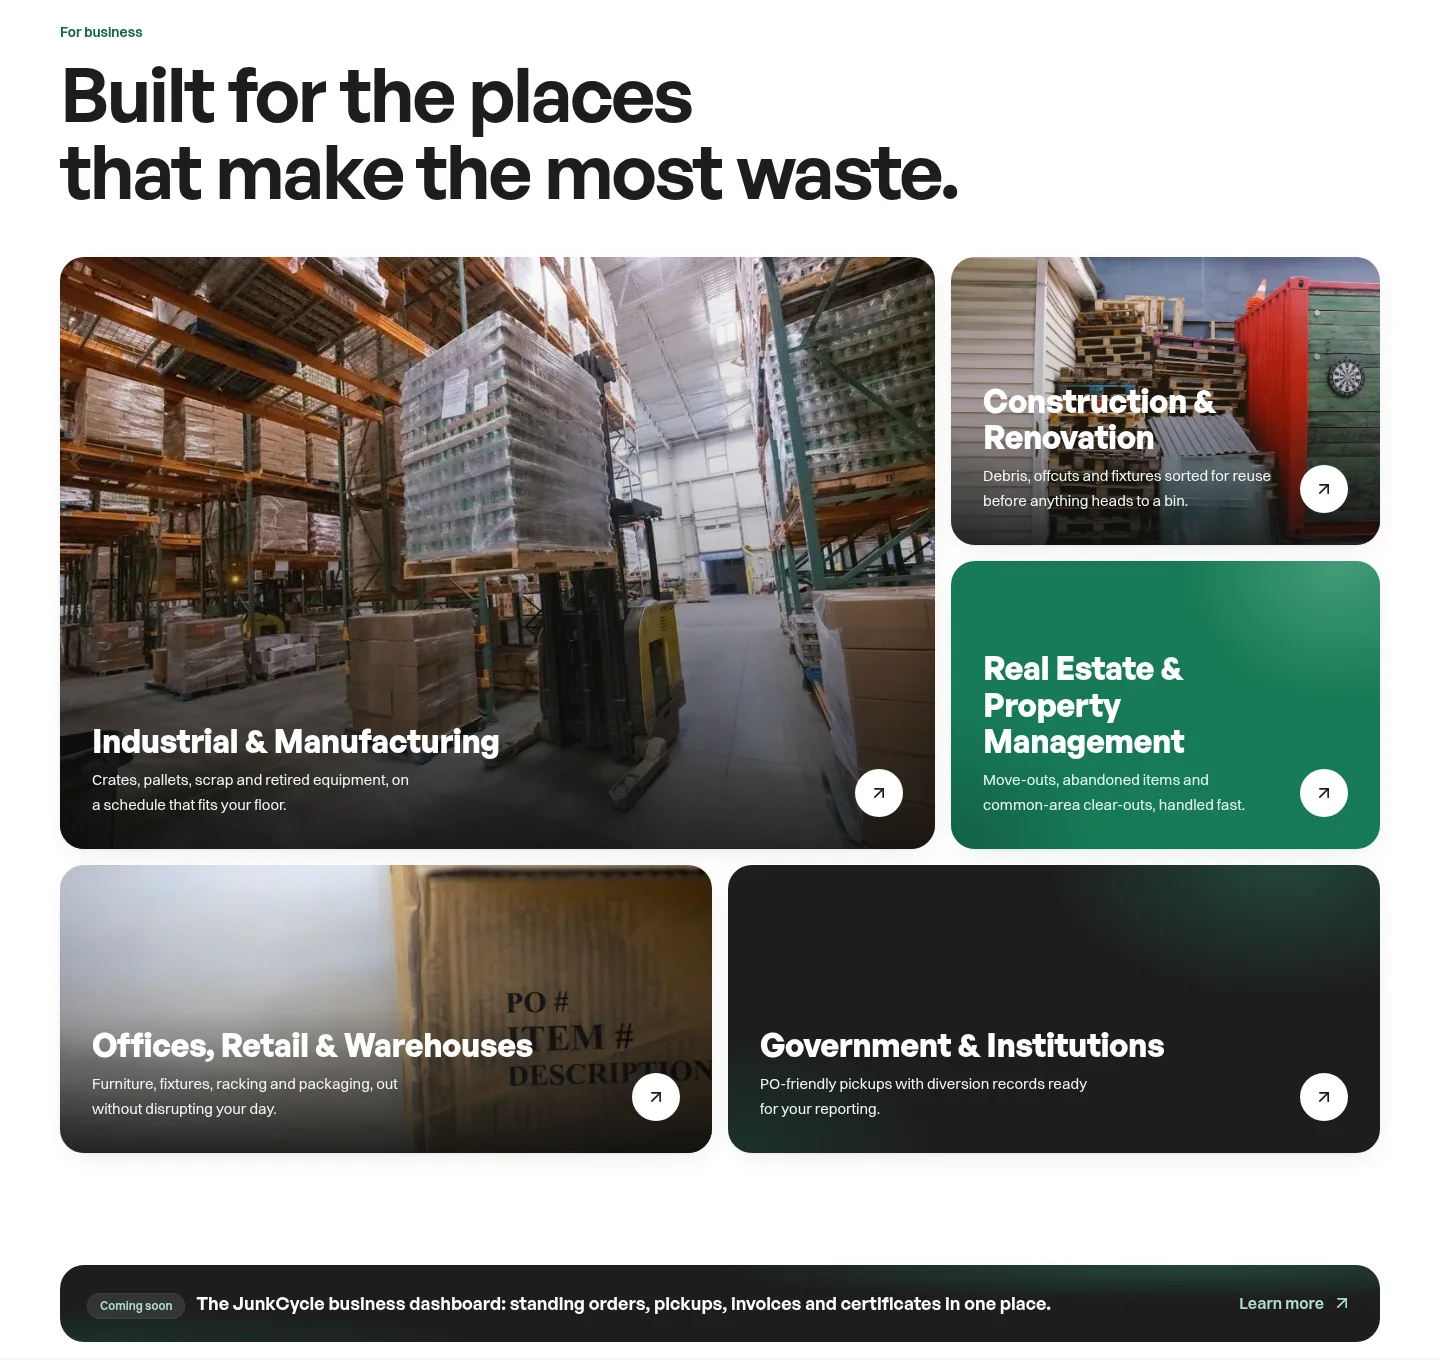 For business
Built for the places
that make the most waste.
Construction &
Renovation
Debris, offcuts and fixtures sorted for reuse
before anything heads to a bin.
Industrial & Manufacturing
Crates, pallets, scrap and retired equipment, on
a schedule that fits your floor.
Real Estate &
Property
Management
Move-outs, abandoned items and
common-area clear-outs, handled fast.
PO #
ITEM #
DESCRIPTION
Offices, Retail & Warehouses
Furniture, fixtures, racking and packaging, out
without disrupting your day.
Government & Institutions
PO-friendly pickups with diversion records ready
for your reporting.
Coming soon
The JunkCycle business dashboard: standing orders, pickups, invoices and certificates in one place.
Learn more